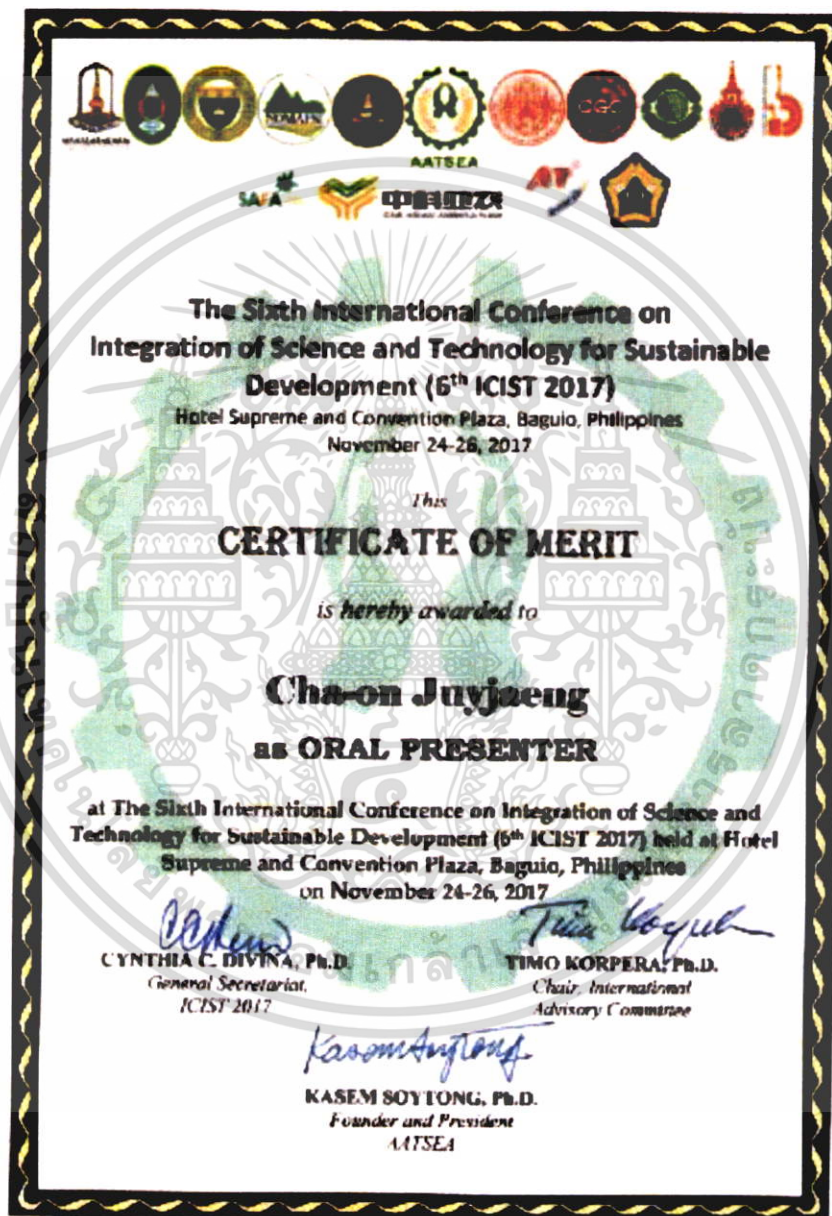 AATSEA
SAFA
The Sixth International Conference on
Integration of Science and Technology for Sustainable
Development (6th ICIST 2017)
Hotel Supreme and Convention Plaza, Baguio, Philippines
November 24-26, 2017
This
CERTIFICATE OF MERIT
is hereby awarded to
Cha-on Juyjaeng
as ORAL PRESENTER
at The Sixth International Conference on Integration of Science and
Technology for Sustainable Development (6th ICIST 2017) held at Hotel
Supreme and Convention Plaza, Baguio, Philippines
on November 24-26, 2017
CYNTHIA C. DIVINA, Ph.D.
General Secretariat,
ICIST 2017
TIMO KORPERA, Ph.D.
Chair, International
Advisory Committee
KASEM SOYTONG, Ph.D.
Founder and President
AATSEA